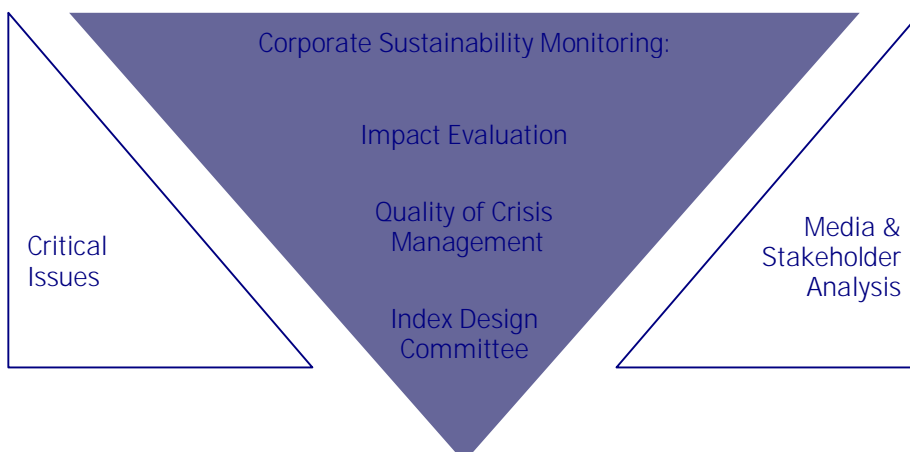 Corporate Sustainability Monitoring:
Impact Evaluation
Quality of Crisis
Management
Index Design
Committee
Critical
Issues
Media &
Stakeholder
Analysis